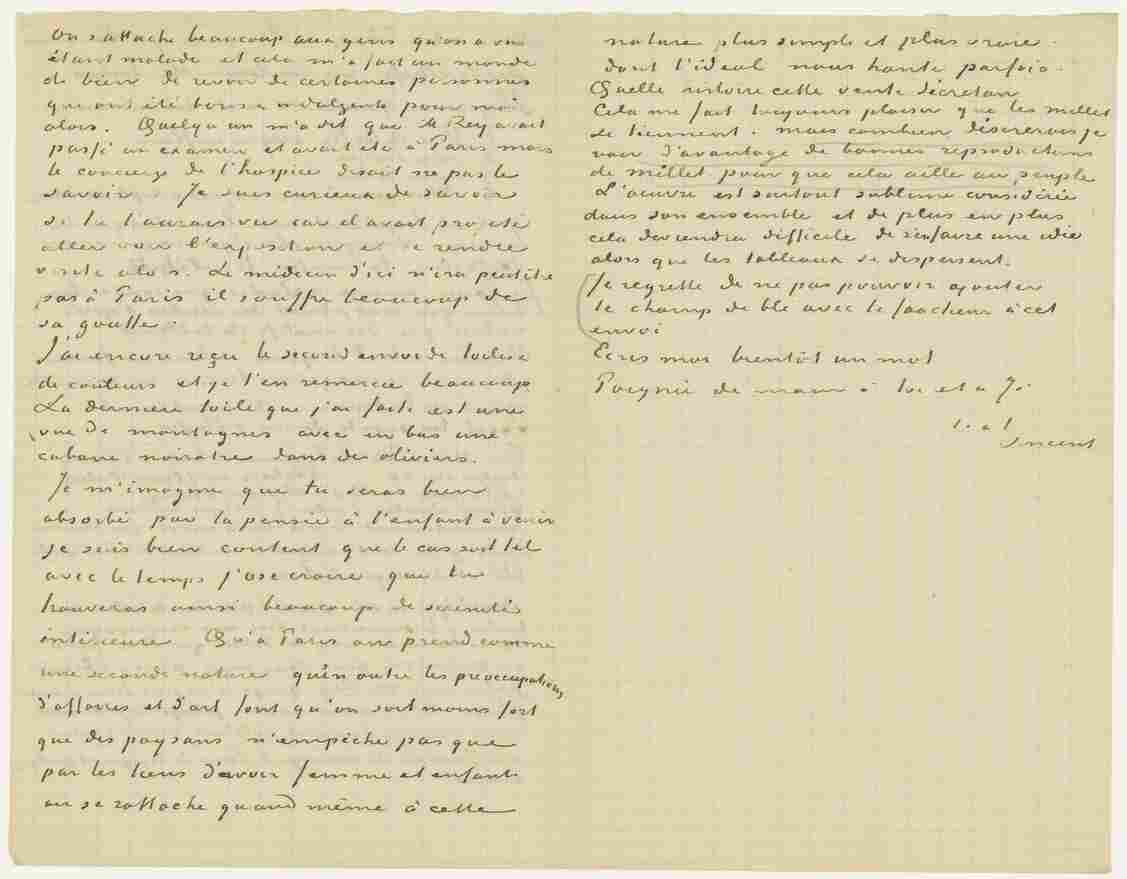 On s'attache beaucoup aux gens qu'on a vu
étant malade et cela m'a fait un monde
de bien de revoir de certaines personnes
qui ont été bons & indulgents pour moi
alors. Quelqu'un m'a dit que M. Rey avait
passé un examen et avait été à Paris mais
le concierge de l'hospice disait ne pas le
savoir. Je suis curieux de savoir
si tu l'aurais vu car il avait projeté
aller voir l'exposition et te rendre
visite alors. Le médecin d'ici n'ira peutête
pas à Paris il souffre beaucoup de
sa goutte.
J'ai encore reçu le second envoi de toile &
de couleurs et je t'en remercie beaucoup
La derniere toile que j'ai faite est une
vue de montagnes avec en bas une
cabane noiratre dans des oliviers.
Je m'imagine que tu seras bien
absorbé par la pensée à l'enfant à venir
je suis bien content que le cas soit tel
avec le temps j'ose croire que tu
trouveras ainsi beaucoup de sérénité
intérieure. Qu'à Paris on prend comme
une seconde nature qu'en outre les preoccupations
d'affaires et d'art font qu'on soit moins fort
que des paysans n'empêche pas que
par les liens d'avoir femme et enfant
on se rattache quand même à cette
nature plus simple et plus vraie
dont l'idéal nous hante parfois.
Quelle histoire cette vente Sécretan
Cela me fait toujours plaisir que les Millet
se tiennent. Mais combien désirerais je
voir d'avantage de bonnes reproductions
de Millet pour que cela aille au peuple
L'œuvre est surtout sublime considérée
dans son ensemble et de plus en plus
cela deviendra difficile de s'en faire une idée
alors que les tableaux se dispersent.
Je regrette de ne pas pouvoir ajouter
le champ de blé avec le faucheur à cet
envoi
Ecris moi bientôt un mot
Poignée de main à toi et à J.
t. à t
Vincent